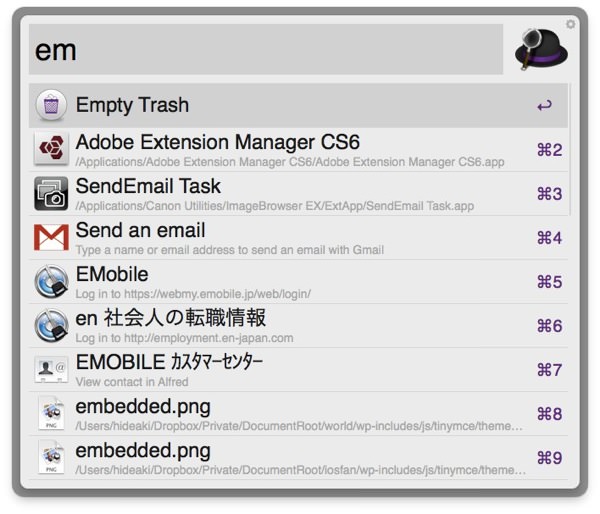 em
Empty Trash ↩
Adobe Extension Manager CS6 ⌘2
/Applications/Adobe Extension Manager CS6/Adobe Extension Manager CS6.app
SendEmail Task ⌘3
/Applications/Canon Utilities/ImageBrowser EX/ExtApp/SendEmail Task.app
Send an email ⌘4
Type a name or email address to send an email with Gmail
EMobile ⌘5
Log in to https://webmy.emobile.jp/web/login/
en 社会人の転職情報 ⌘6
Log in to http://employment.en-japan.com
EMOBILE ｶｽﾀﾏｰｾﾝﾀｰ ⌘7
View contact in Alfred
embedded.png ⌘8
/Users/hideaki/Dropbox/Private/DocumentRoot/world/wp-includes/js/tinymce/theme…
embedded.png ⌘9
/Users/hideaki/Dropbox/Private/DocumentRoot/iosfan/wp-includes/js/tinymce/theme…